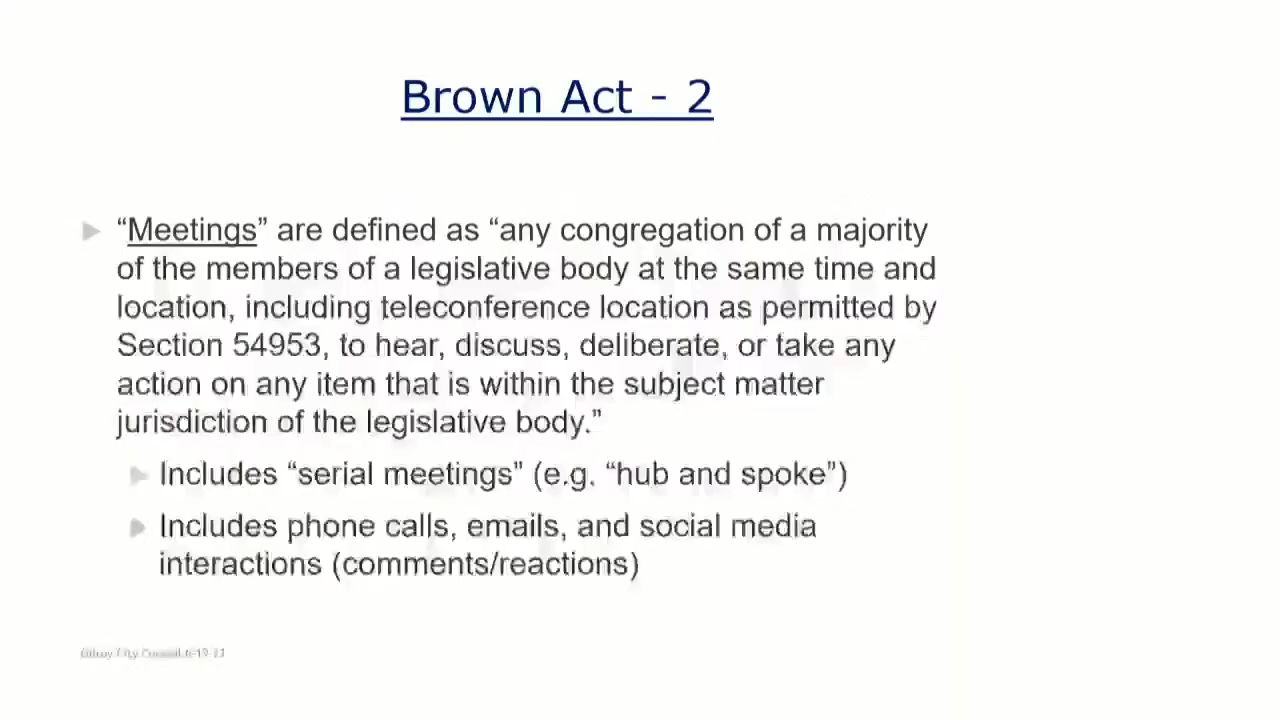 Brown Act - 2
“Meetings” are defined as “any congregation of a majority
of the members of a legislative body at the same time and
location, including teleconference location as permitted by
Section 54953, to hear, discuss, deliberate, or take any
action on any item that is within the subject matter
jurisdiction of the legislative body.”
Includes “serial meetings” (e.g. “hub and spoke”)
Includes phone calls, emails, and social media
interactions (comments/reactions)
City Council